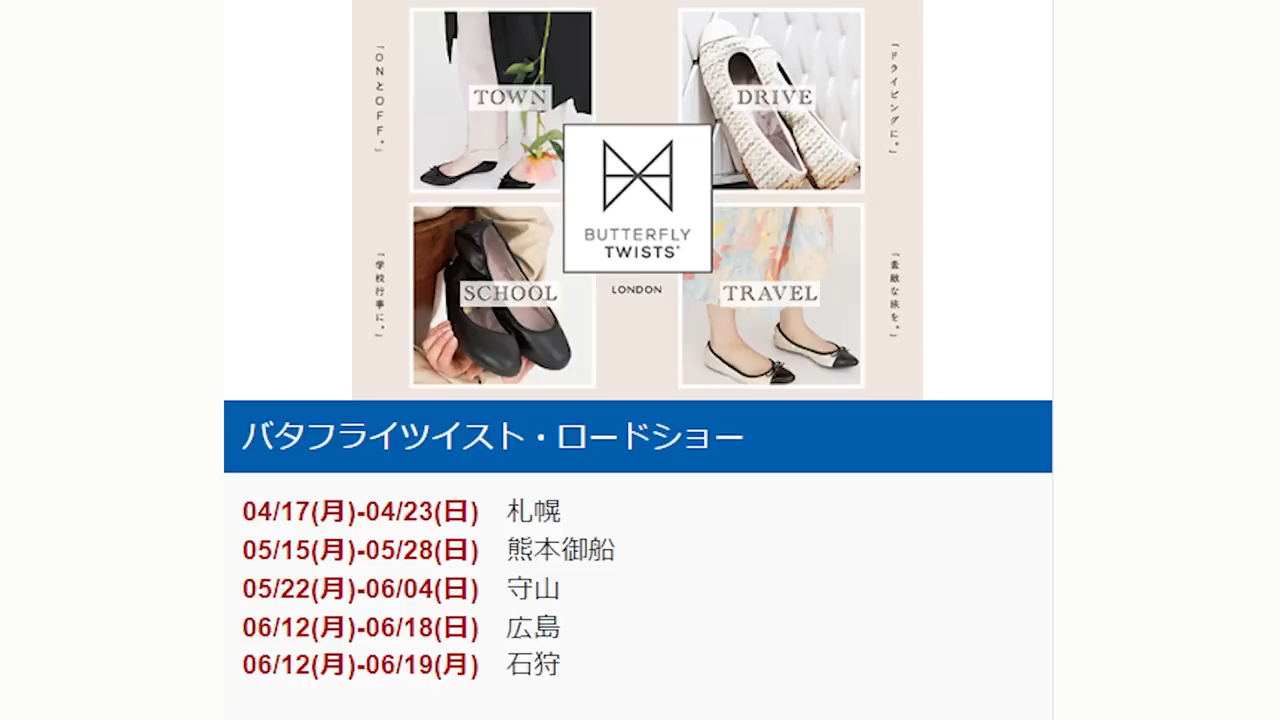 「ONとOFF。」
TOWN
DRIVE
「ドライビングに。」
BUTTERFLY
TWISTS®
LONDON
「学校行事に。」
SCHOOL
TRAVEL
「素敵な旅を。」
バタフライツイスト・ロードショー
04/17(月)-04/23(日) 札幌
05/15(月)-05/28(日) 熊本御船
05/22(月)-06/04(日) 守山
06/12(月)-06/18(日) 広島
06/12(月)-06/19(月) 石狩